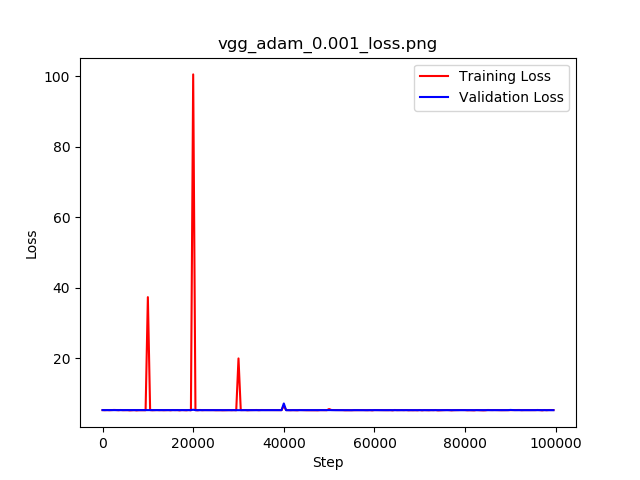 vgg_adam_0.001_loss.png
Training Loss
Validation Loss
100
80
60
40
20
Loss
0
20000
40000
60000
80000
100000
Step